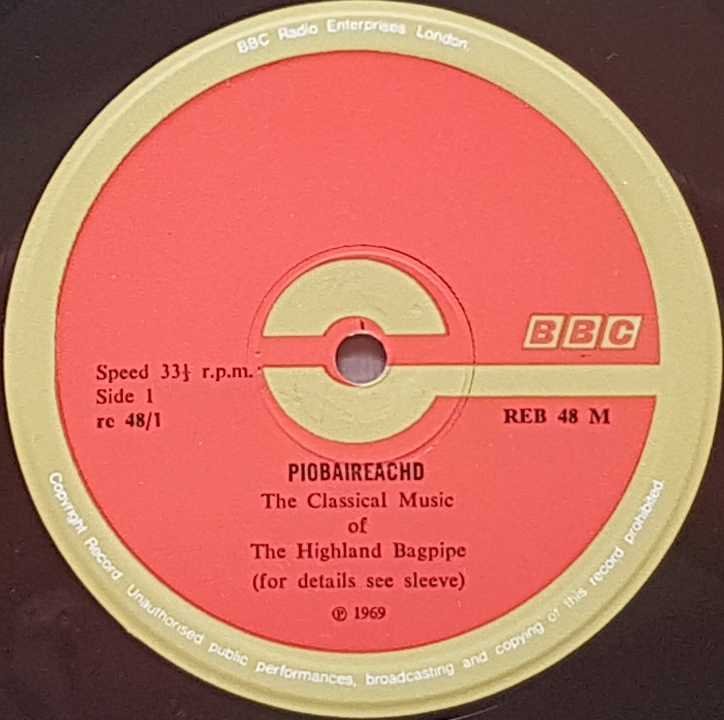 BBC Radio Enterprises London.
BBC
Speed 33⅓ r.p.m.
Side 1
rc 48/1
REB 48 M
PIOBAIREACHD
The Classical Music
of
The Highland Bagpipe
(for details see sleeve)
℗ 1969
Copyright Record. Unauthorised public performances, broadcasting and copying of this record prohibited.